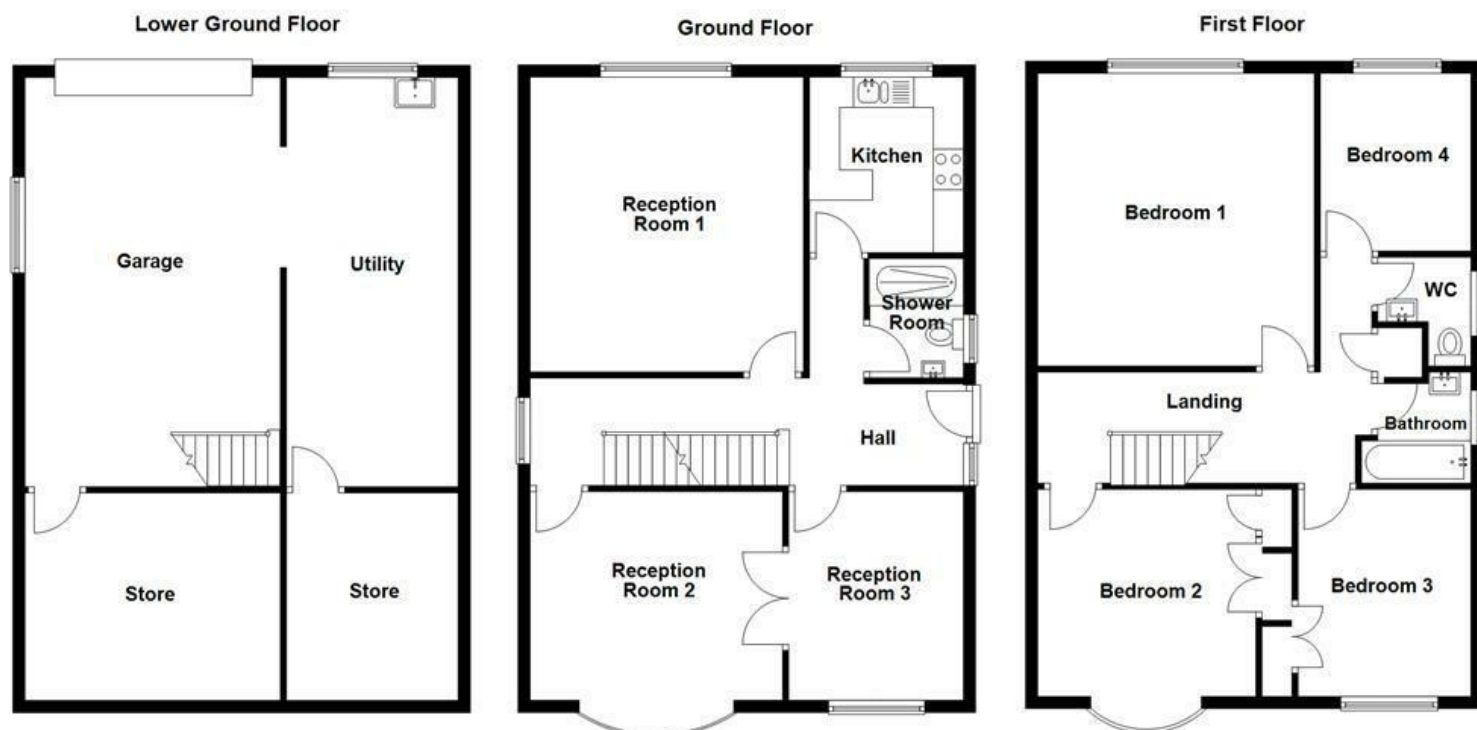 Lower Ground Floor
Garage
Utility
Store
Store
Ground Floor
Reception
Room 1
Kitchen
Shower
Room
Hall
Reception
Room 2
Reception
Room 3
First Floor
Bedroom 1
Bedroom 4
WC
Landing
Bathroom
Bedroom 2
Bedroom 3